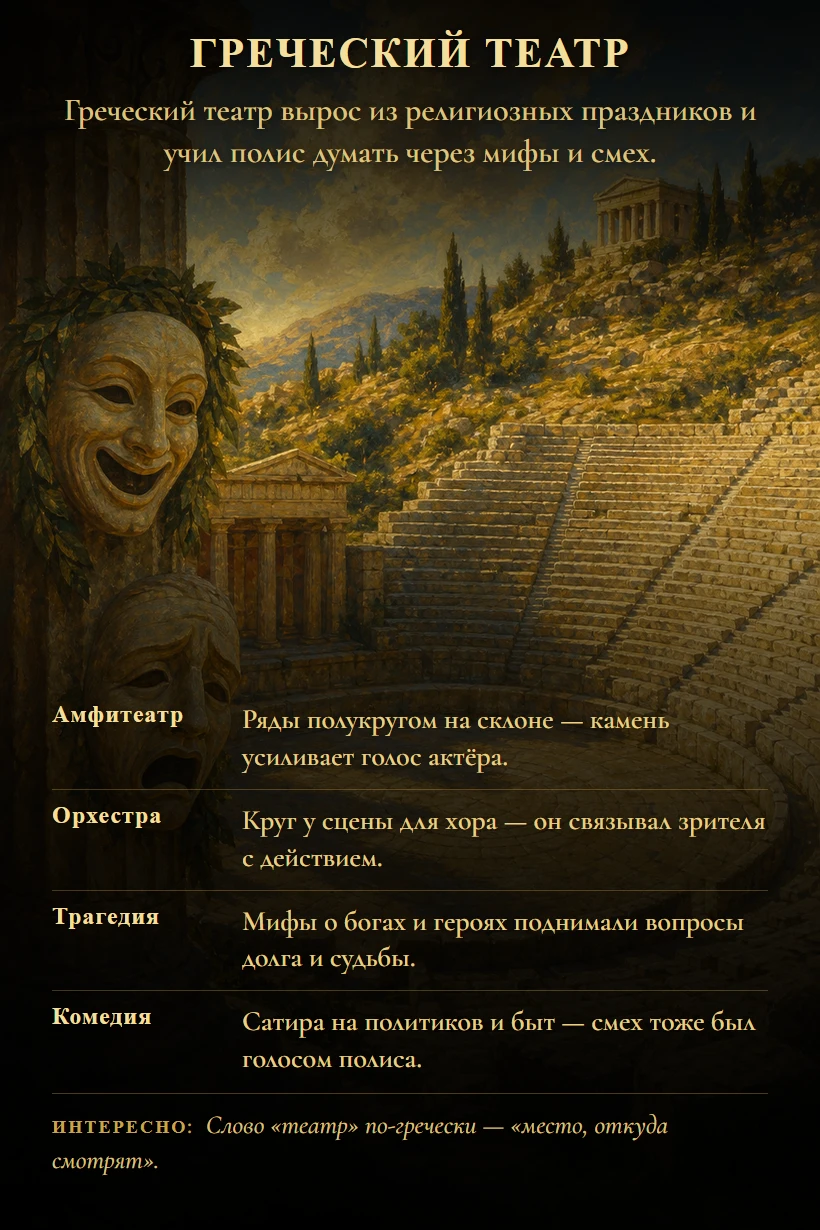 ГРЕЧЕСКИЙ ТЕАТР
Греческий театр вырос из религиозных праздников и
учил полис думать через мифы и смех.
Амфитеатр
Ряды полукругом на склоне — камень
усиливает голос актёра.
Орхестра
Круг у сцены для хора — он связывал зрителя
с действием.
Трагедия
Мифы о богах и героях поднимали вопросы
долга и судьбы.
Комедия
Сатира на политиков и быт — смех тоже был
голосом полиса.
ИНТЕРЕСНО: Слово «театр» по-гречески — «место, откуда
смотрят».